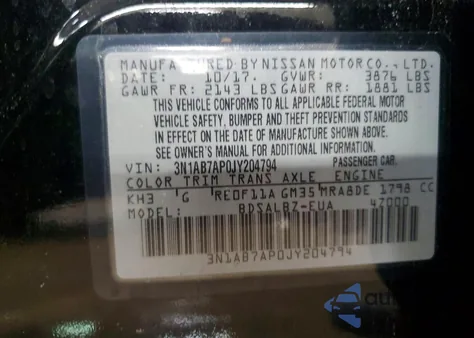 MANUFACTURED BY NISSAN MOTOR CO., LTD.
DATE: 10/17. GVWR: 3876 LBS
GAWR FR: 2143 LBS GAWR RR: 1881 LBS
THIS VEHICLE CONFORMS TO ALL APPLICABLE FEDERAL MOTOR
VEHICLE SAFETY, BUMPER AND THEFT PREVENTION STANDARDS
IN EFFECT ON THE DATE OF MANUFACTURE SHOWN ABOVE.
SEE OWNER'S MANUAL FOR ADDITIONAL INFORMATION.
VIN: 3N1AB7AP0JY204794 PASSENGER CAR
COLOR TRIM TRANS AXLE ENGINE
KH3 G RE0F11A GM35 MRA8DE 1798 CC
MODEL: BDSALBZ-EUA 47000
3N1AB7AP0JY204794